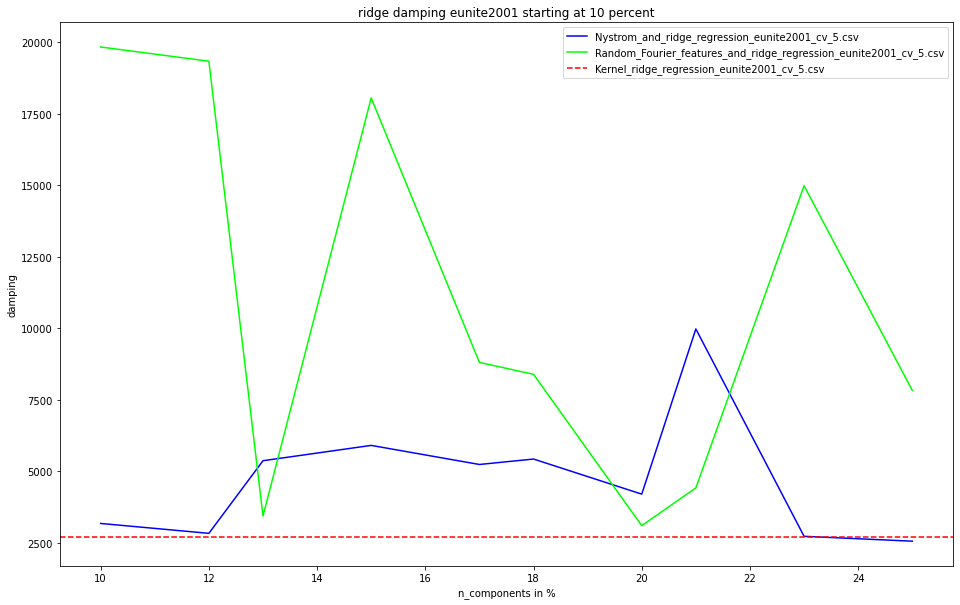 ridge damping eunite2001 starting at 10 percent
Nystrom_and_ridge_regression_eunite2001_cv_5.csv
Random_Fourier_features_and_ridge_regression_eunite2001_cv_5.csv
Kernel_ridge_regression_eunite2001_cv_5.csv
20000
17500
15000
12500
10000
7500
5000
2500
damping
10 12 14 16 18 20 22 24
n_components in %